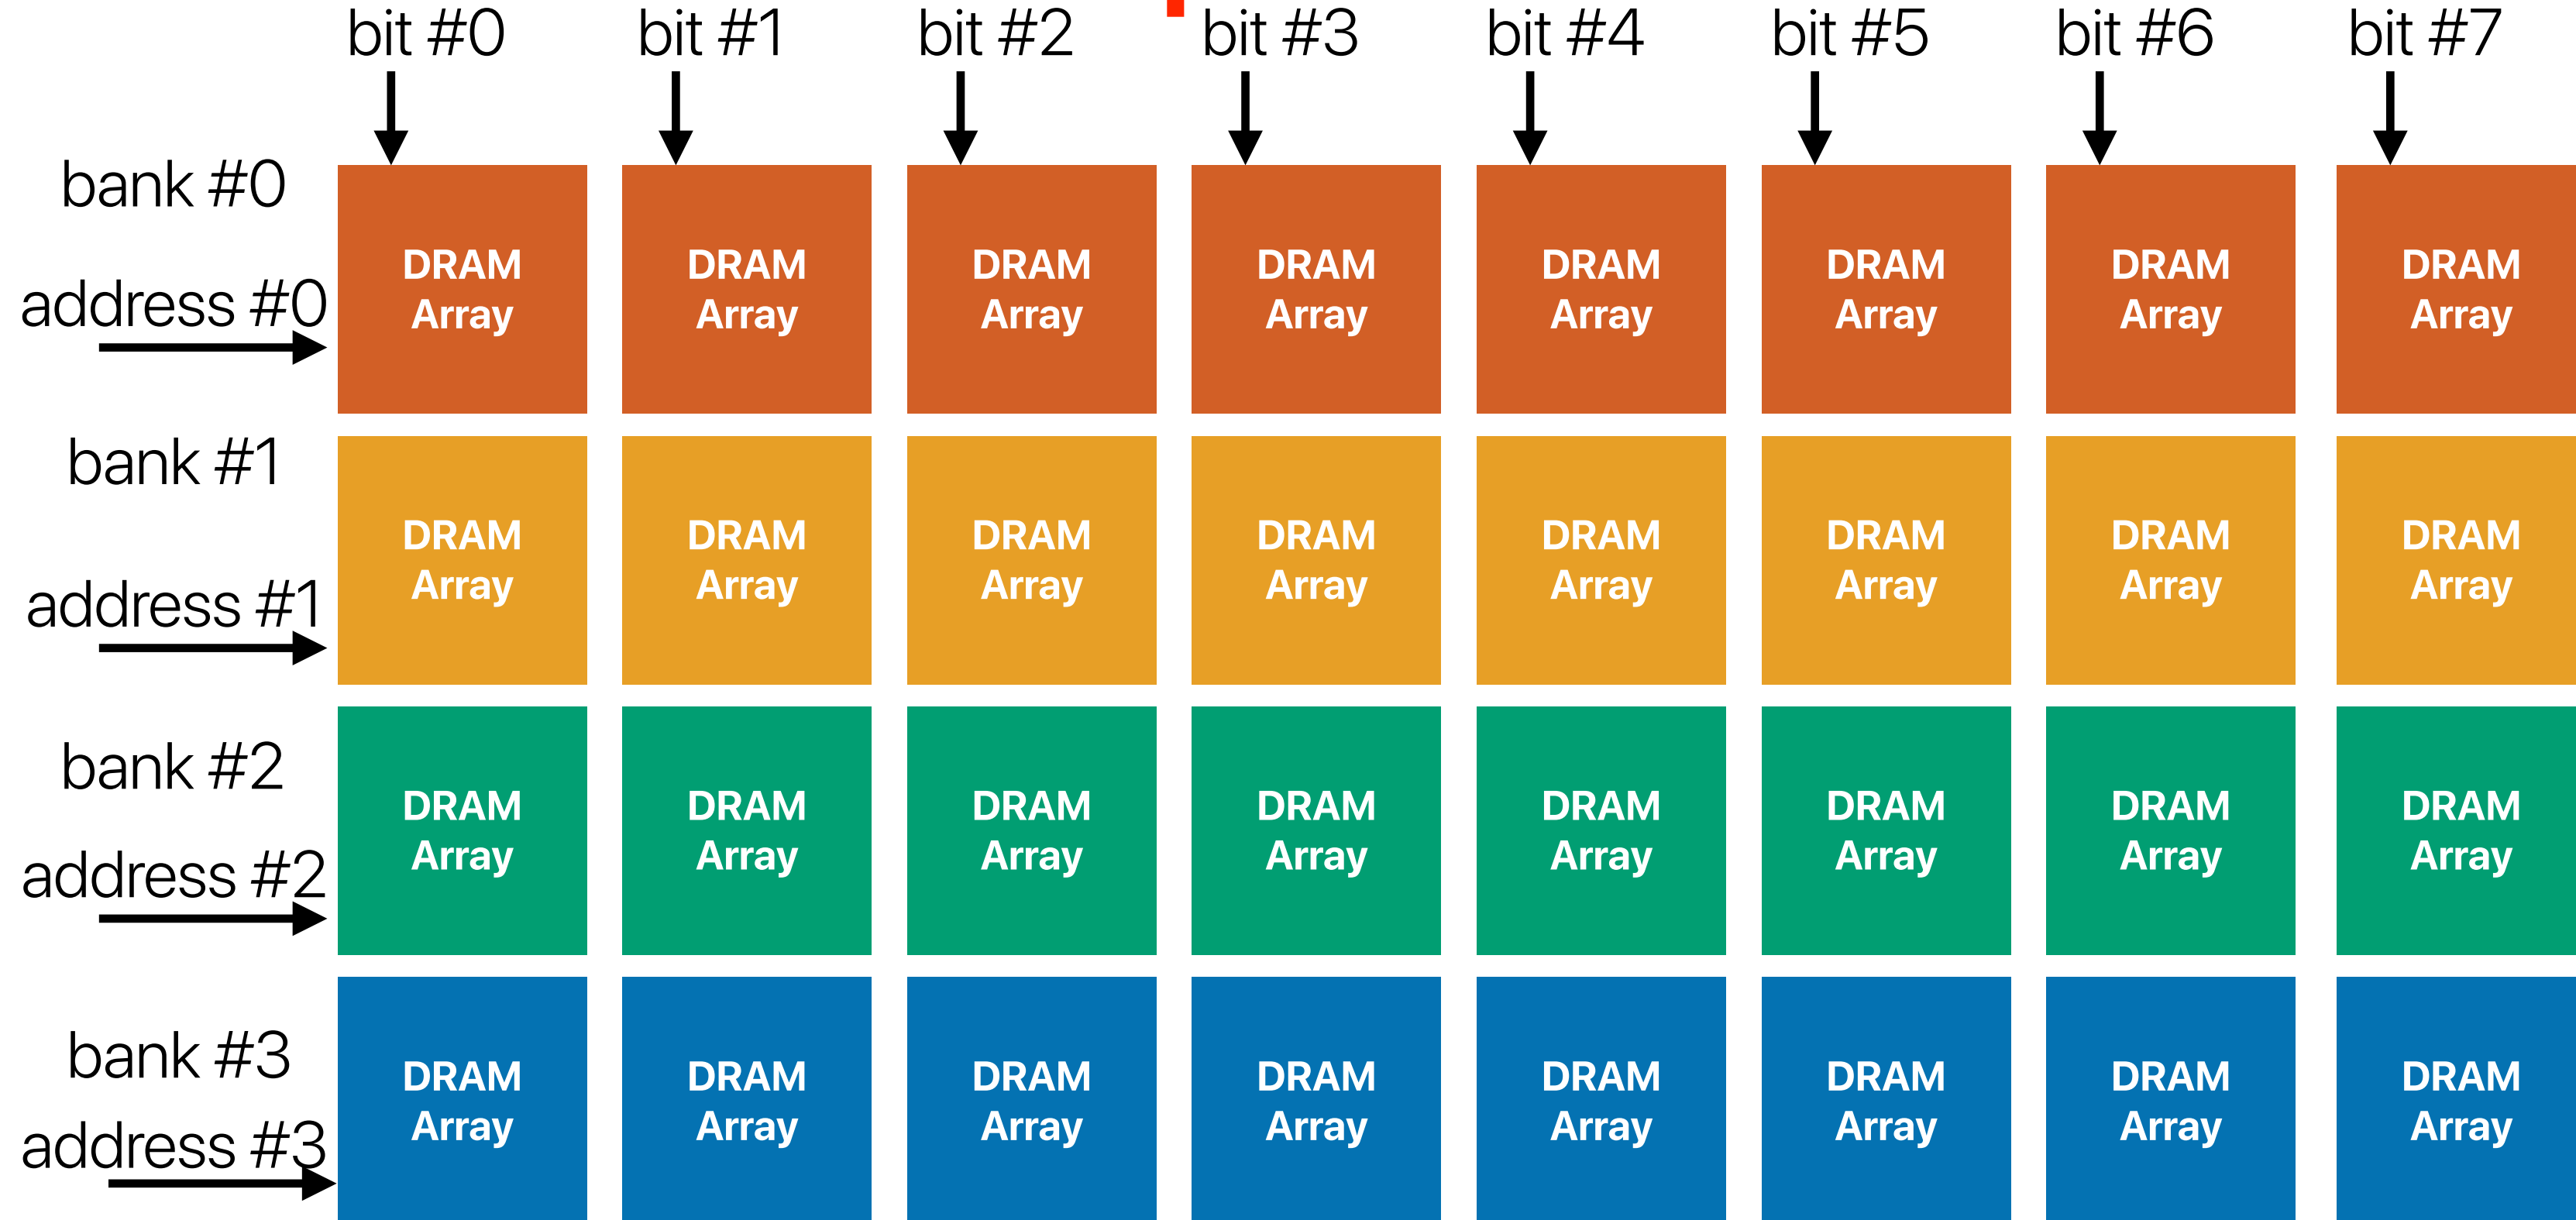 bit #0 bit #1 bit #2 bit #3 bit #4 bit #5 bit #6 bit #7
bank #0
DRAM DRAM DRAM DRAM DRAM DRAM DRAM DRAM
address #0
Array Array Array Array Array Array Array Array
bank #1
DRAM DRAM DRAM DRAM DRAM DRAM DRAM DRAM
Array Array Array Array Array Array Array Array
address #1
bank #2
DRAM DRAM DRAM DRAM DRAM DRAM DRAM DRAM
Array Array Array Array Array Array Array Array
address #2
bank #3
DRAM DRAM DRAM DRAM DRAM DRAM DRAM DRAM
Array Array Array Array Array Array Array Array
address #3